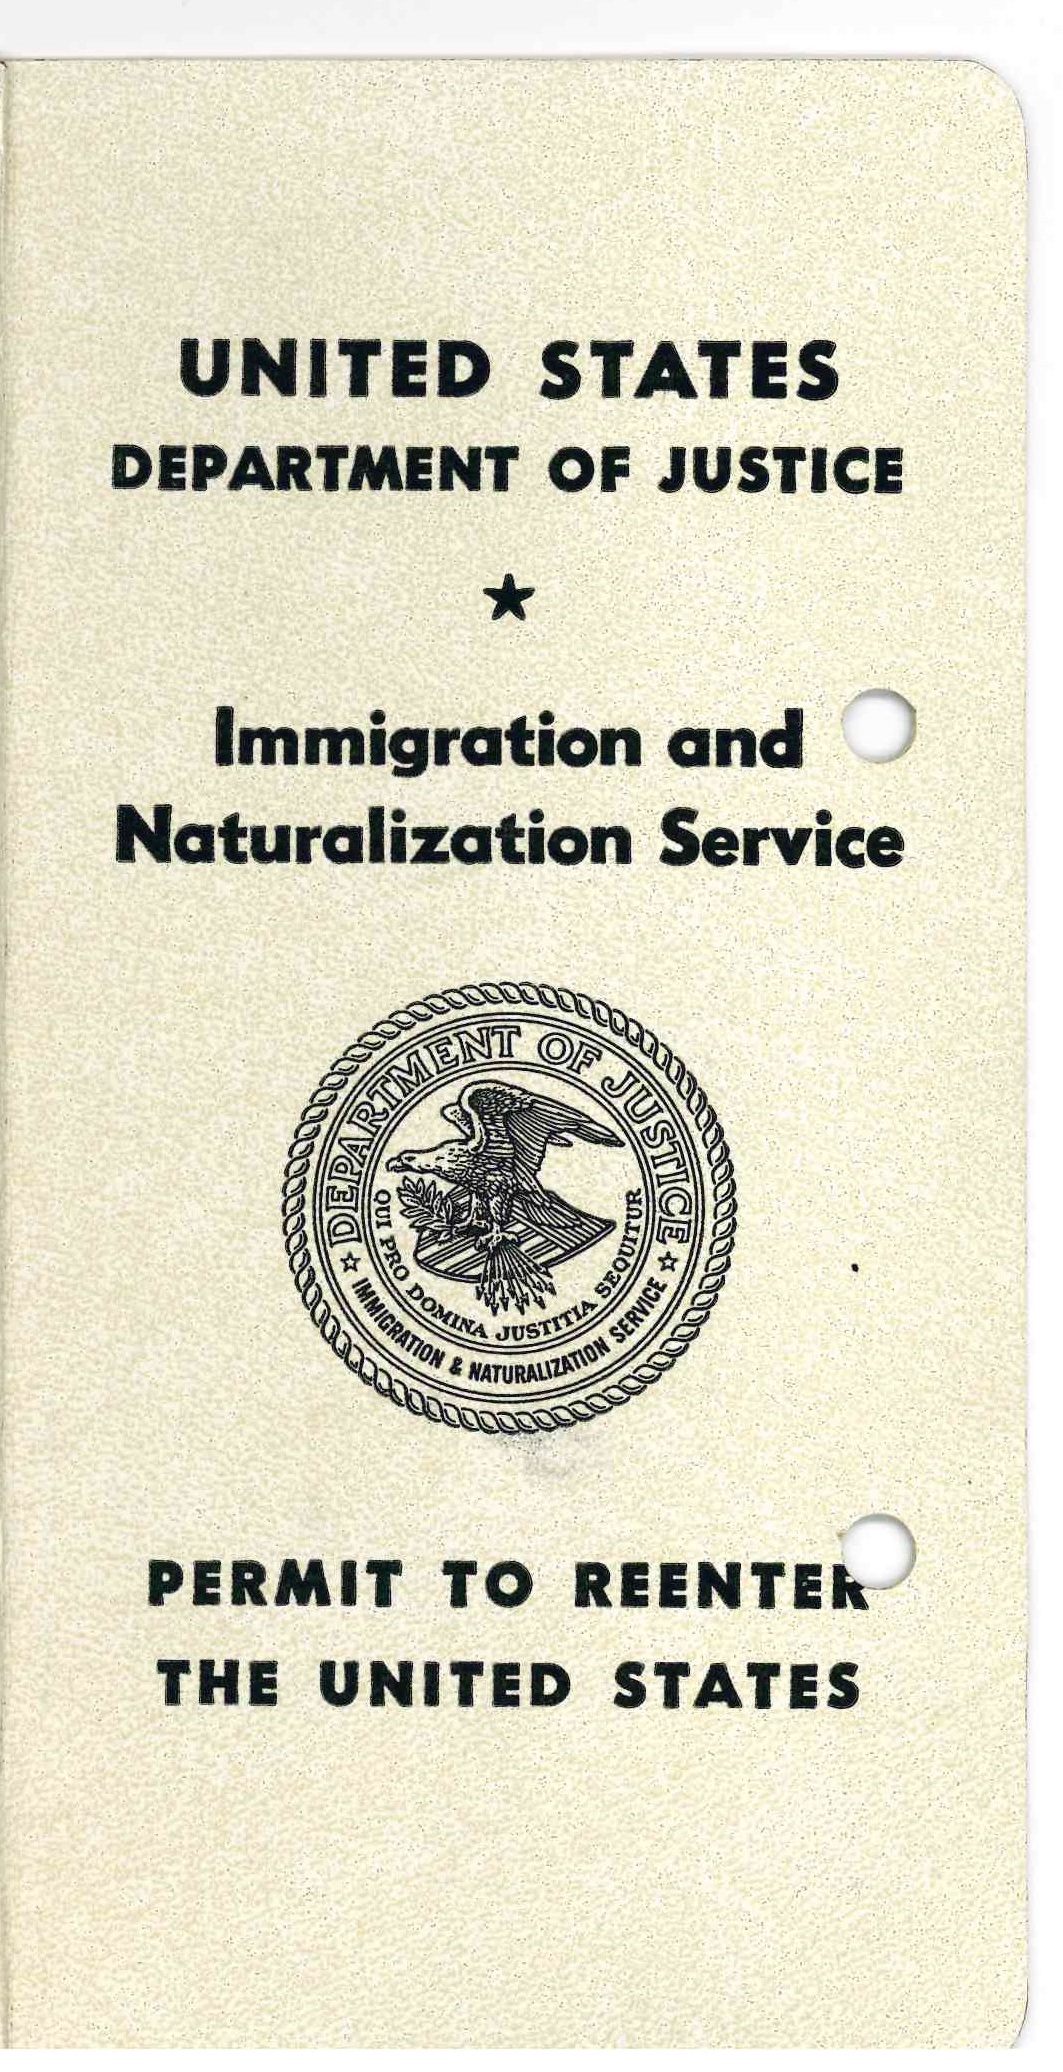 UNITED STATES
DEPARTMENT OF JUSTICE
Immigration and
Naturalization Service
DEPARTMENT OF JUSTICE
QUI PRO DOMINA JUSTITIA SEQUITUR
IMMIGRATION & NATURALIZATION SERVICE
PERMIT TO REENTER
THE UNITED STATES